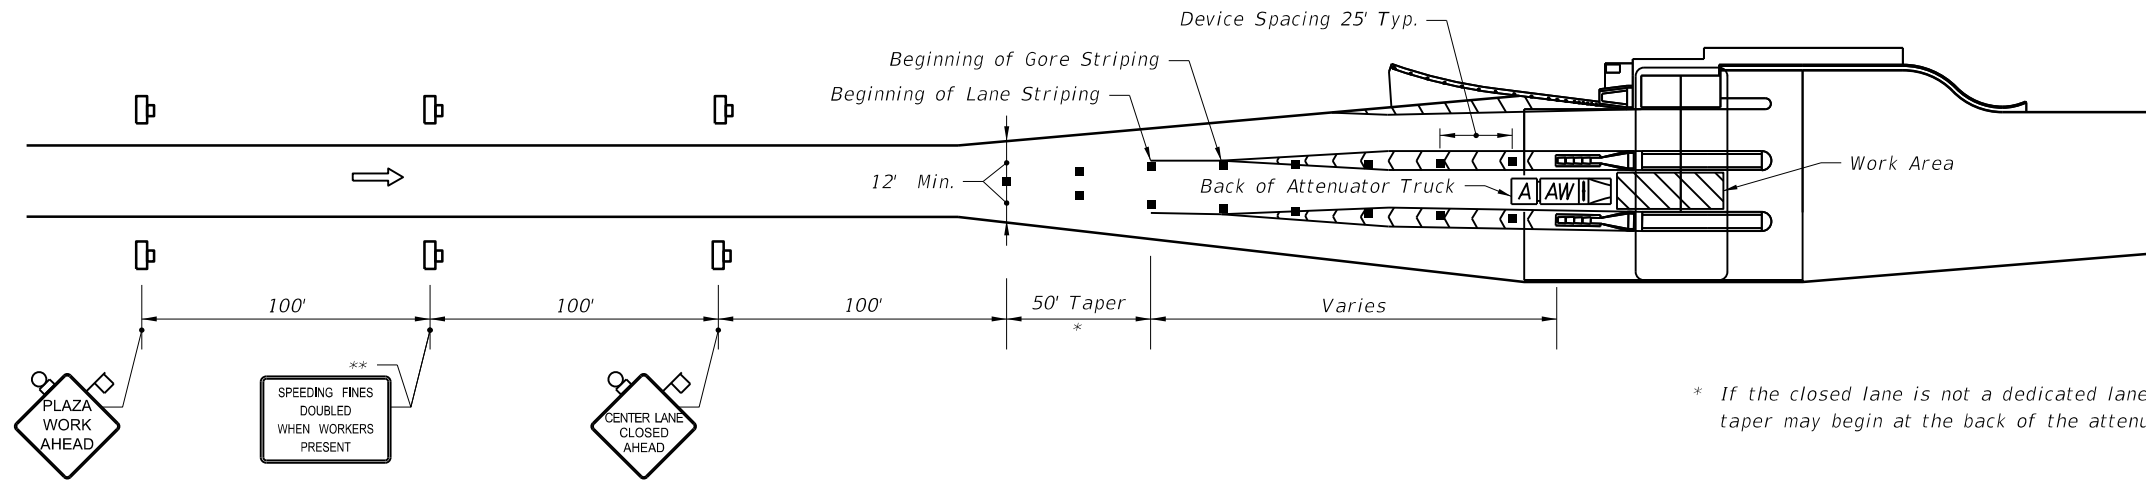 Device Spacing 25' Typ.
Beginning of Gore Striping
Beginning of Lane Striping
12' Min.
Back of Attenuator Truck
A
AW
Work Area
100'
100'
100'
50' Taper
*
Varies
**
PLAZA
WORK
AHEAD
SPEEDING FINES
DOUBLED
WHEN WORKERS
PRESENT
CENTER LANE
CLOSED
AHEAD
* If the closed lane is not a dedicated lane
taper may begin at the back of the